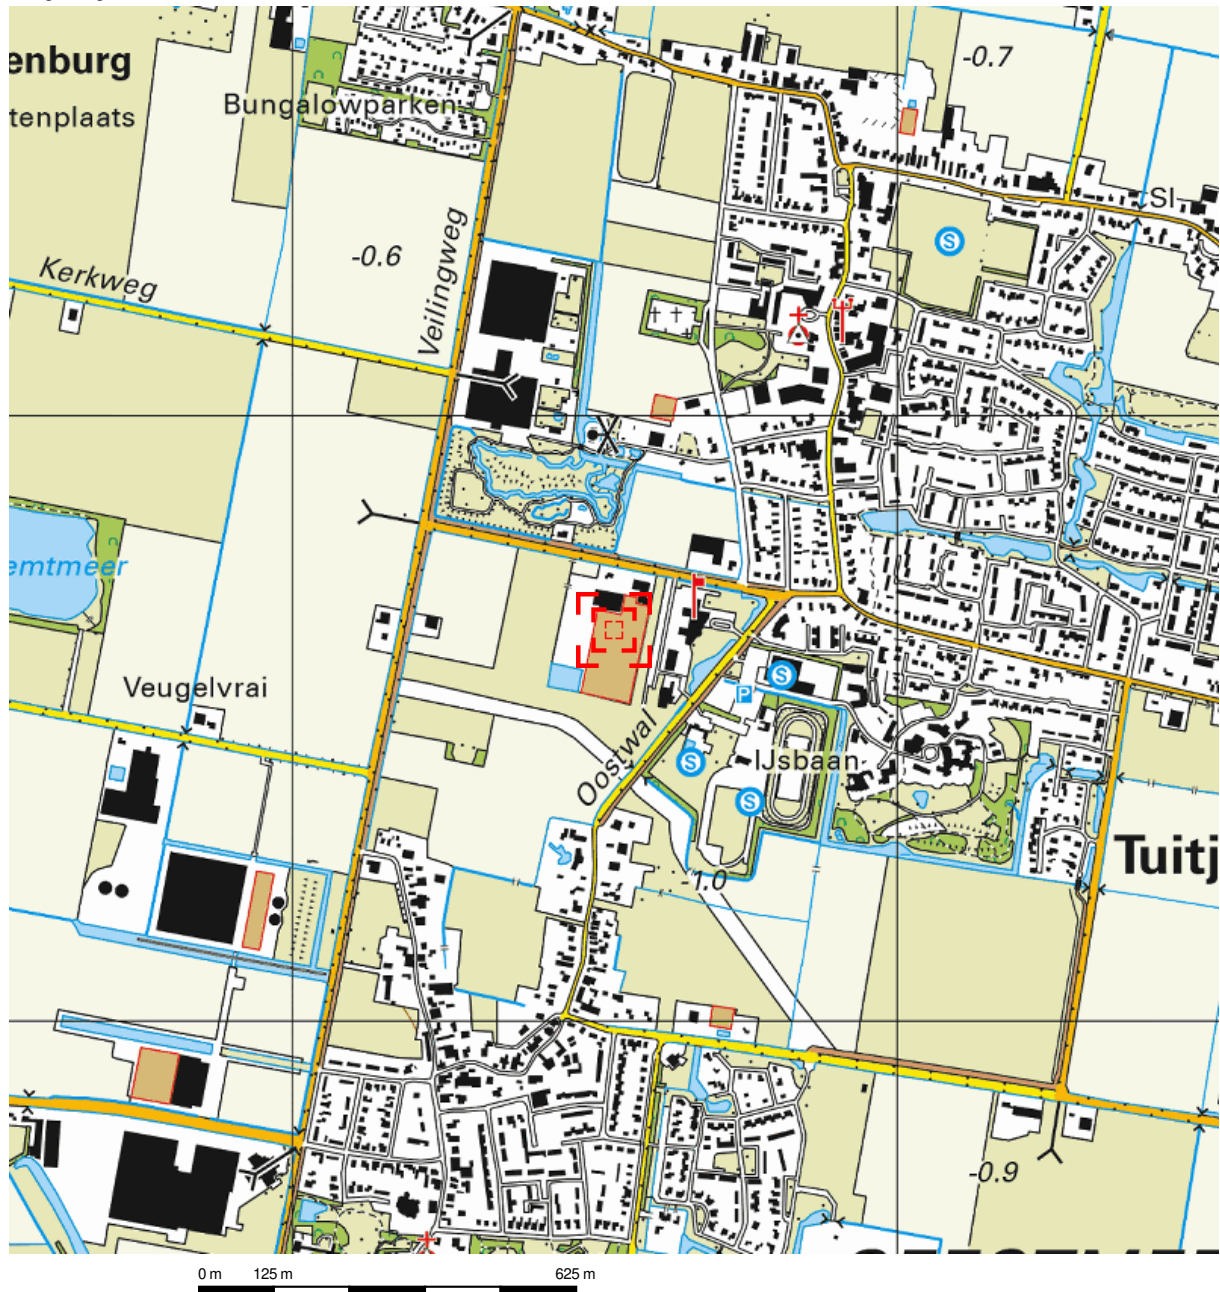 enburg
tenplaats
Bungalowparken
-0.7
Sl
Kerkweg
-0.6
Veilingweg
S
emtmeer
Veugelvrai
S
P
Oostwal
S
IJsbaan
S
-1.0
Tuitj
-0.9
0 m 125 m 625 m